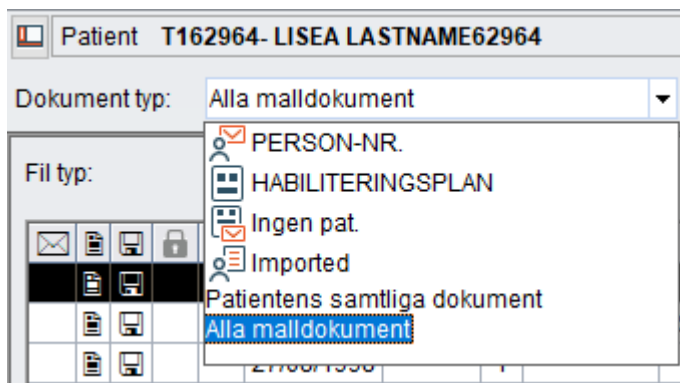 Patient T162964- LISEA LASTNAME62964
Dokument typ: Alla malldokument
PERSON-NR.
Fil typ:
HABILITERINGSPLAN
Ingen pat.
Imported
Patientens samtliga dokument
Alla malldokument